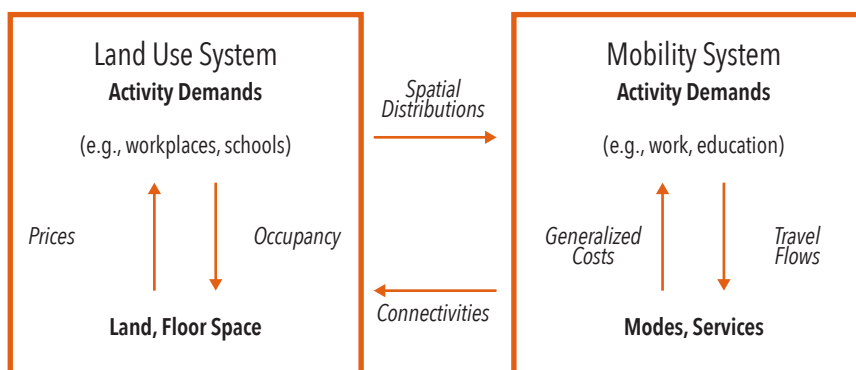 Land Use System
Activity Demands
(e.g., workplaces, schools)
Prices
Occupancy
Land, Floor Space
Spatial
Distributions
Connectivities
Mobility System
Activity Demands
(e.g., work, education)
Generalized
Costs
Travel
Flows
Modes, Services